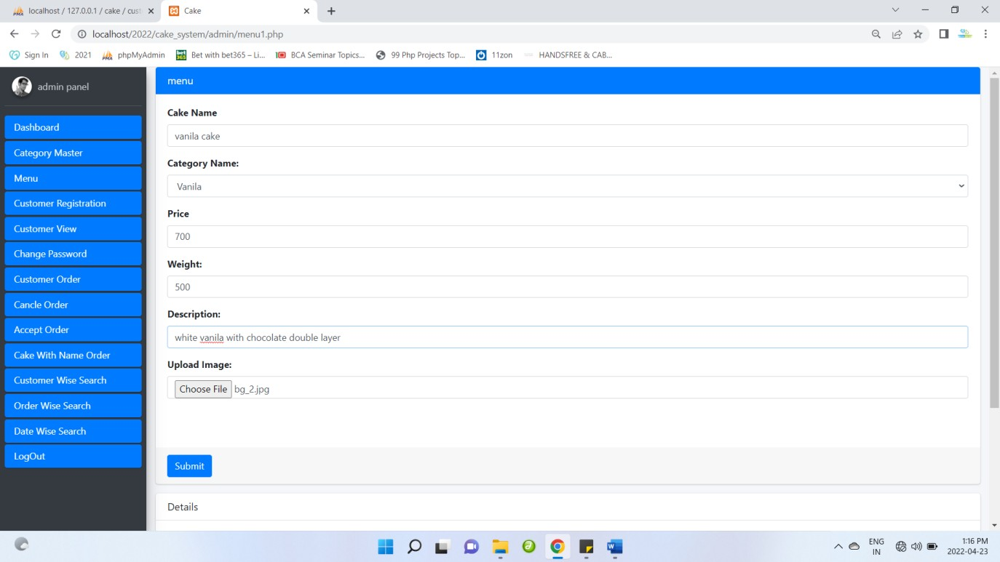 localhost / 127.0.0.1 / cake / cust
Cake
localhost/2022/cake_system/admin/menu1.php
Sign In
2021
phpMyAdmin
bet365
Bet with bet365 – Li...
BCA Seminar Topics...
99 Php Projects Top...
11zon
HANDSFREE & CAB...
admin panel
Dashboard
Category Master
Menu
Customer Registration
Customer View
Change Password
Customer Order
Cancle Order
Accept Order
Cake With Name Order
Customer Wise Search
Order Wise Search
Date Wise Search
LogOut
menu
Cake Name
vanila cake
Category Name:
Vanila
Price
700
Weight:
500
Description:
white vanila with chocolate double layer
Upload Image:
Choose File bg_2.jpg
Submit
Details
ENG
IN
1:16 PM
2022-04-23